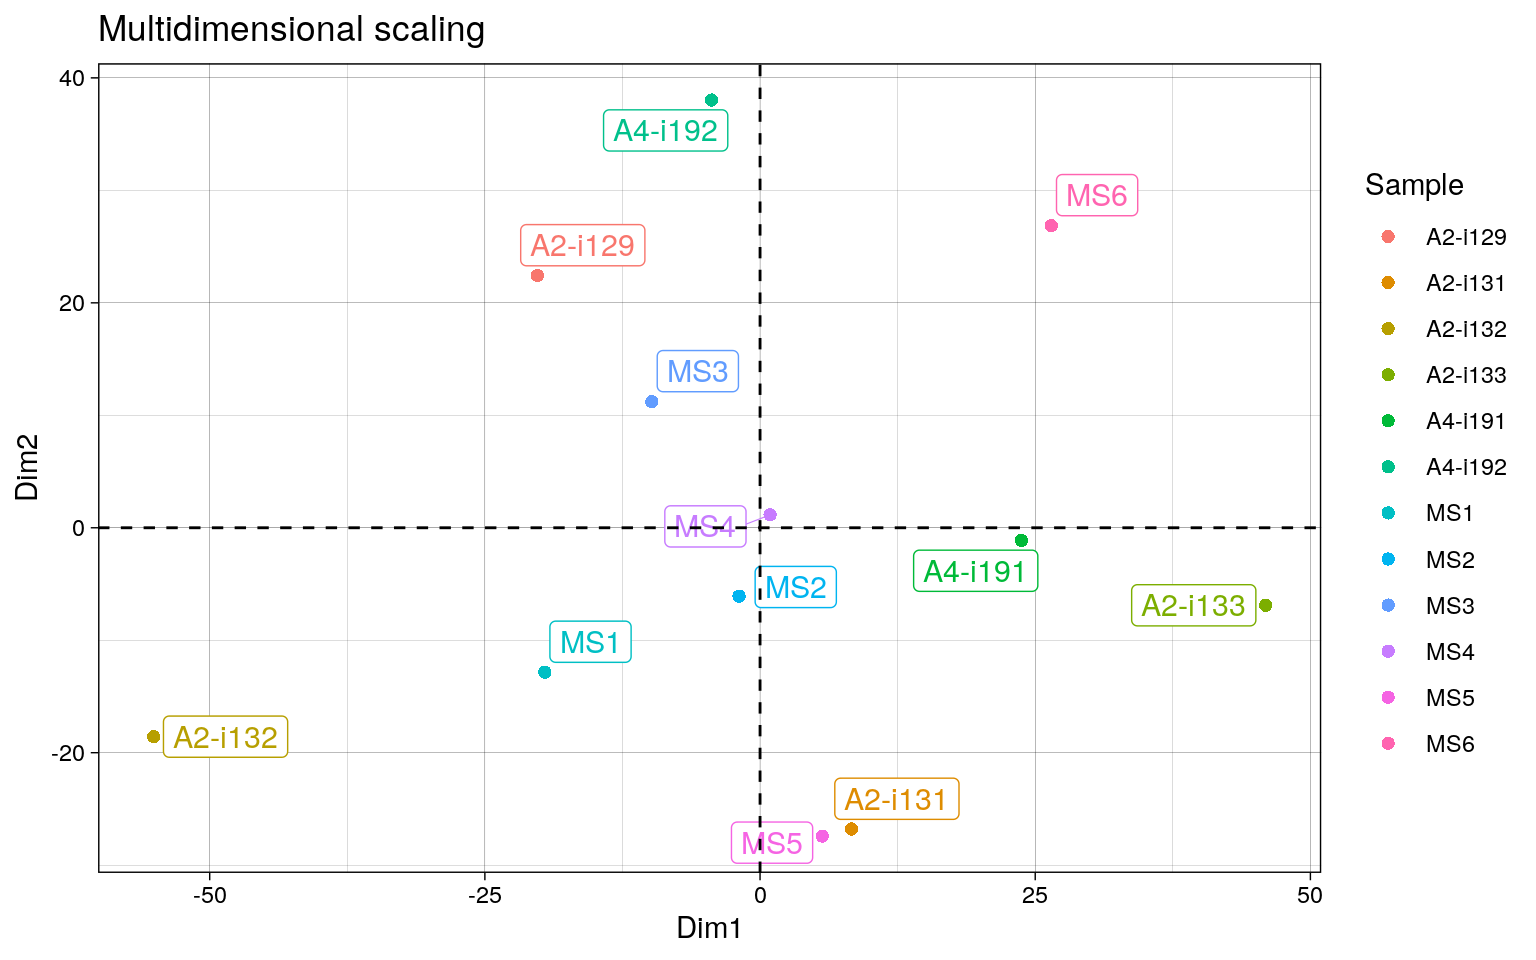 Multidimensional scaling
40
20
0
-20
Dim2
A4-i192
MS6
A2-i129
MS3
MS4
A4-i191
MS2
A2-i133
MS1
A2-i132
A2-i131
MS5
-50
-25
0
25
50
Dim1
Sample
A2-i129
A2-i131
A2-i132
A2-i133
A4-i191
A4-i192
MS1
MS2
MS3
MS4
MS5
MS6